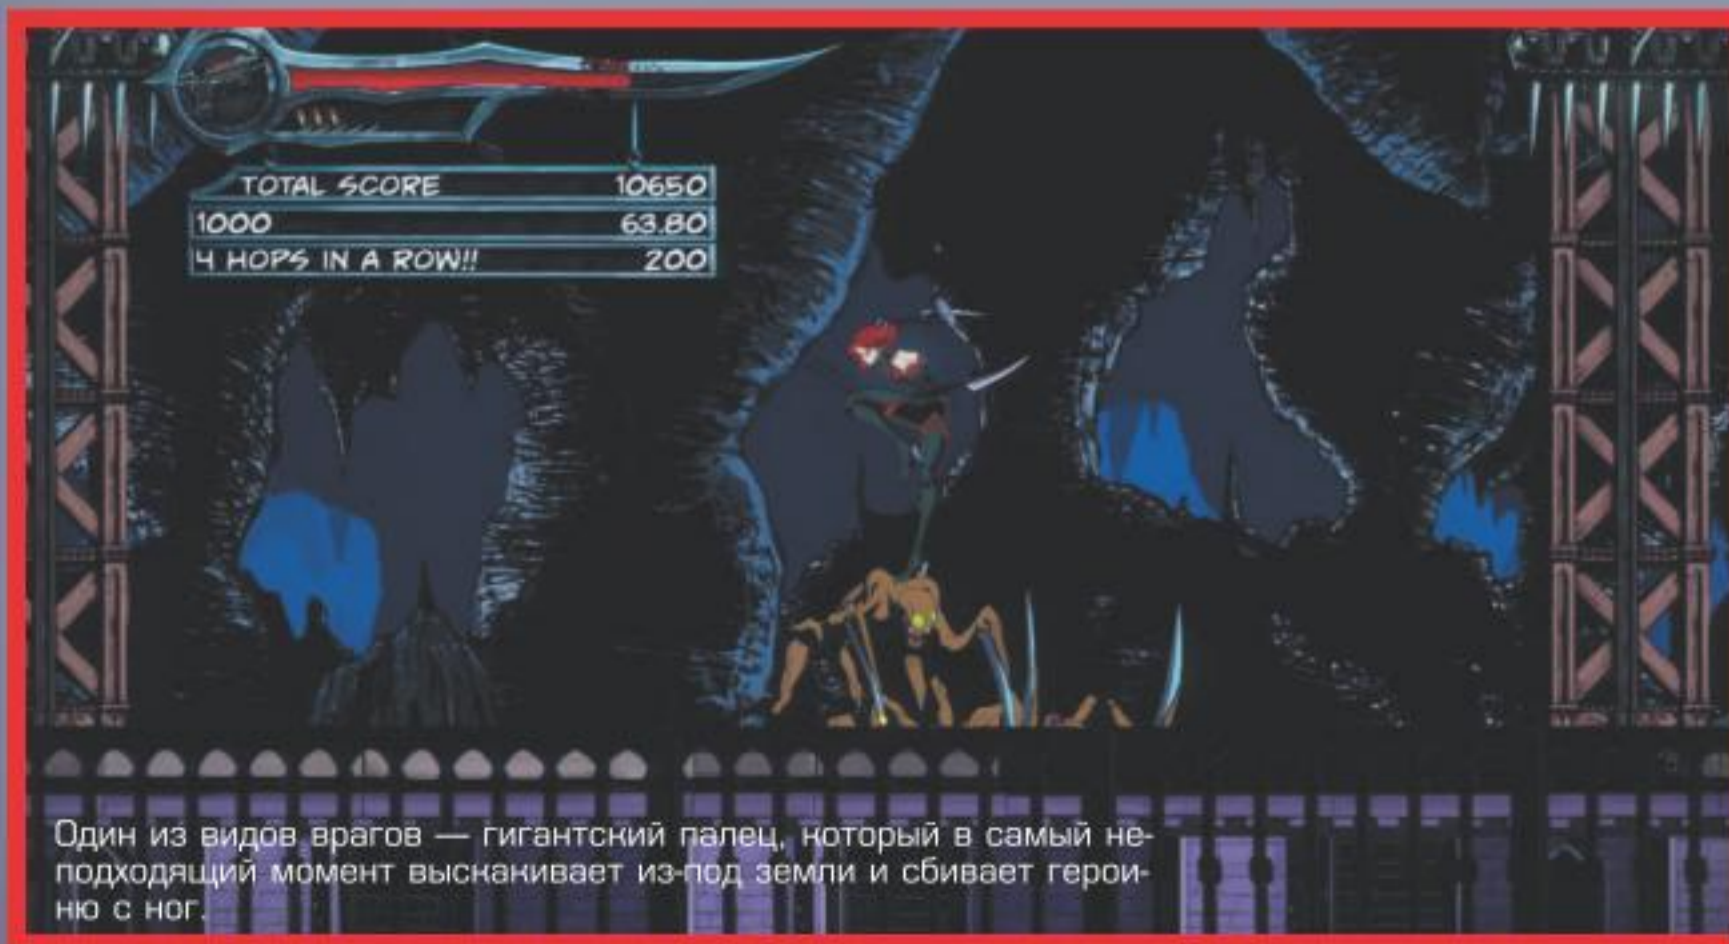 TOTAL SCORE 10650
1000 63.80
4 HOPS IN A ROW!! 200
Один из видов врагов — гигантский палец, который в самый не-
подходящий момент выскакивает из-под земли и сбивает герои-
ню с ног.